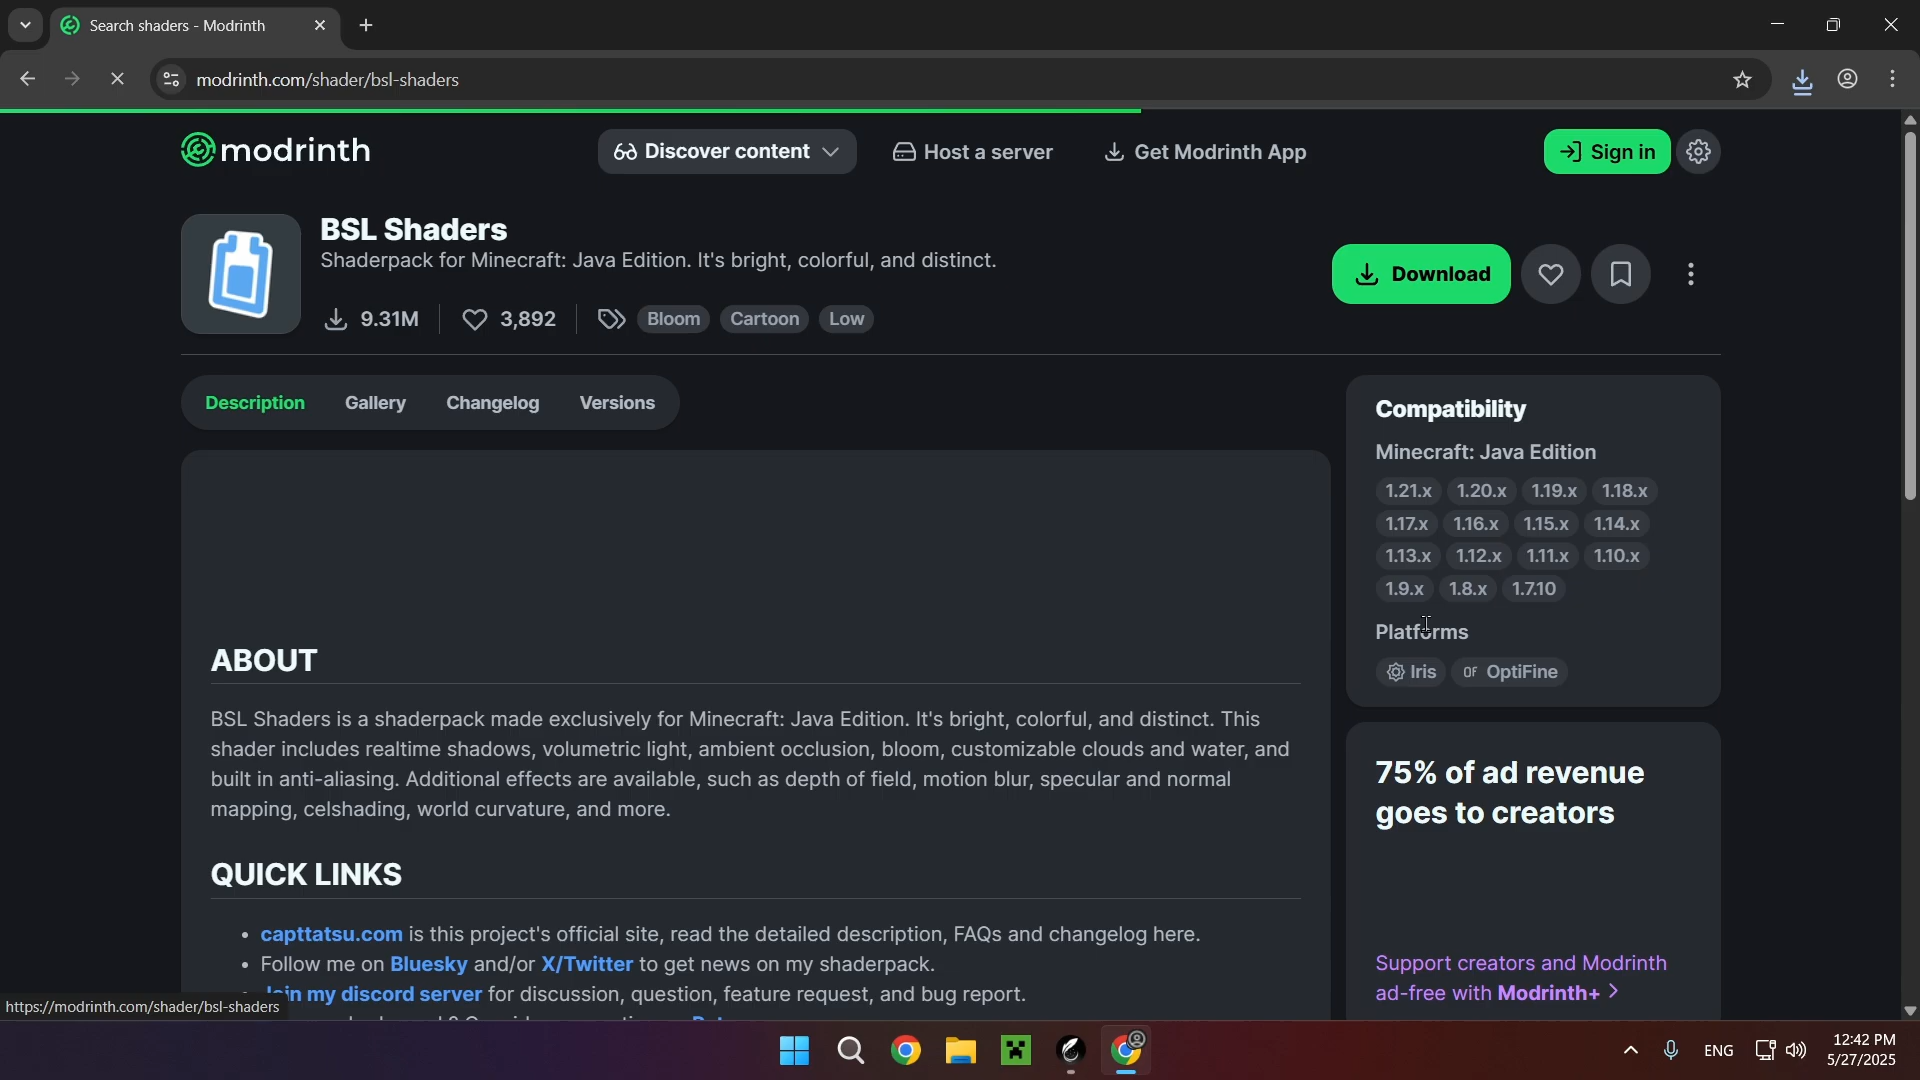 Search shaders - Modrinth
modrinth.com/shader/bsl-shaders
modrinth
Discover content
Host a server
Get Modrinth App
Sign in
BSL Shaders
Shaderpack for Minecraft: Java Edition. It's bright, colorful, and distinct.
9.31M
3,892
Bloom
Cartoon
Low
Download
Description
Gallery
Changelog
Versions
ABOUT
BSL Shaders is a shaderpack made exclusively for Minecraft: Java Edition. It's bright, colorful, and distinct. This
shader includes realtime shadows, volumetric light, ambient occlusion, bloom, customizable clouds and water, and
built in anti-aliasing. Additional effects are available, such as depth of field, motion blur, specular and normal
mapping, celshading, world curvature, and more.
QUICK LINKS
• capttatsu.com is this project's official site, read the detailed description, FAQs and changelog here.
• Follow me on Bluesky and/or X/Twitter to get news on my shaderpack.
my discord server for discussion, question, feature request, and bug report.
Compatibility
Minecraft: Java Edition
1.21.x 1.20.x 1.19.x 1.18.x
1.17.x 1.16.x 1.15.x 1.14.x
1.13.x 1.12.x 1.11.x 1.10.x
1.9.x 1.8.x 1.7.10
Platforms
Iris
OF OptiFine
75% of ad revenue
goes to creators
Support creators and Modrinth
ad-free with Modrinth+
https://modrinth.com/shader/bsl-shaders
ENG
12:42 PM
5/27/2025